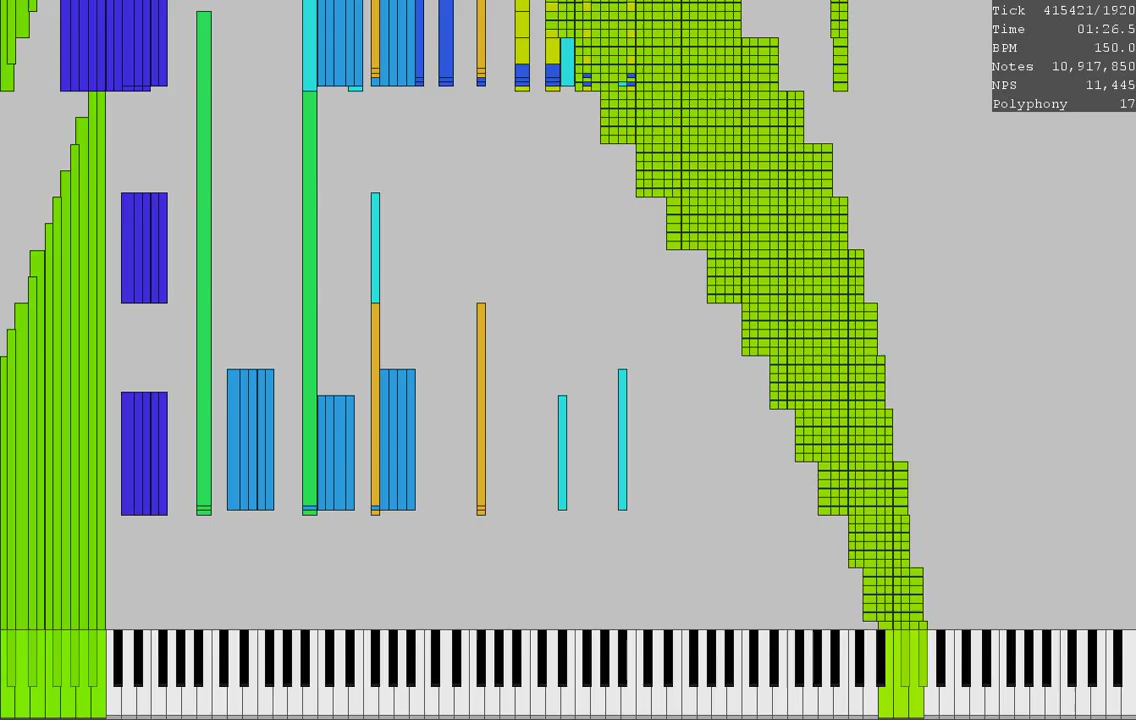 Tick 415421/1920
Time 01:26.5
BPM 150.0
Notes 10,917,850
NPS 11,445
Polyphony 17